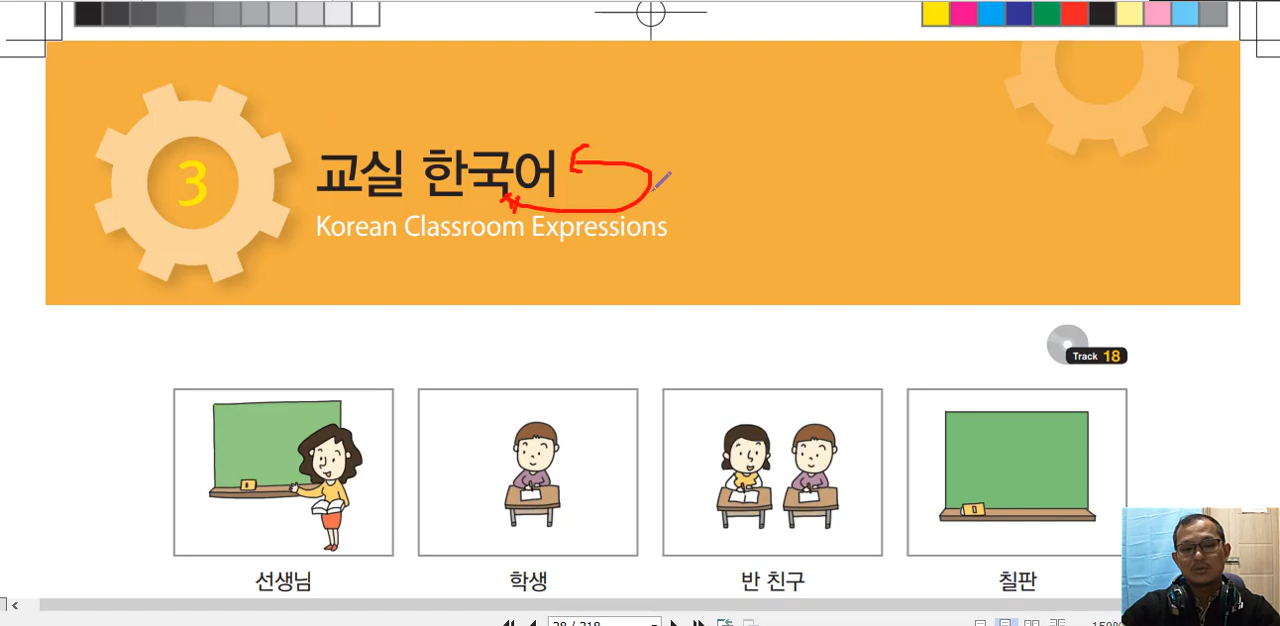 3
교실 한국어
Korean Classroom Expressions
Track 18
선생님
학생
반 친구
칠판